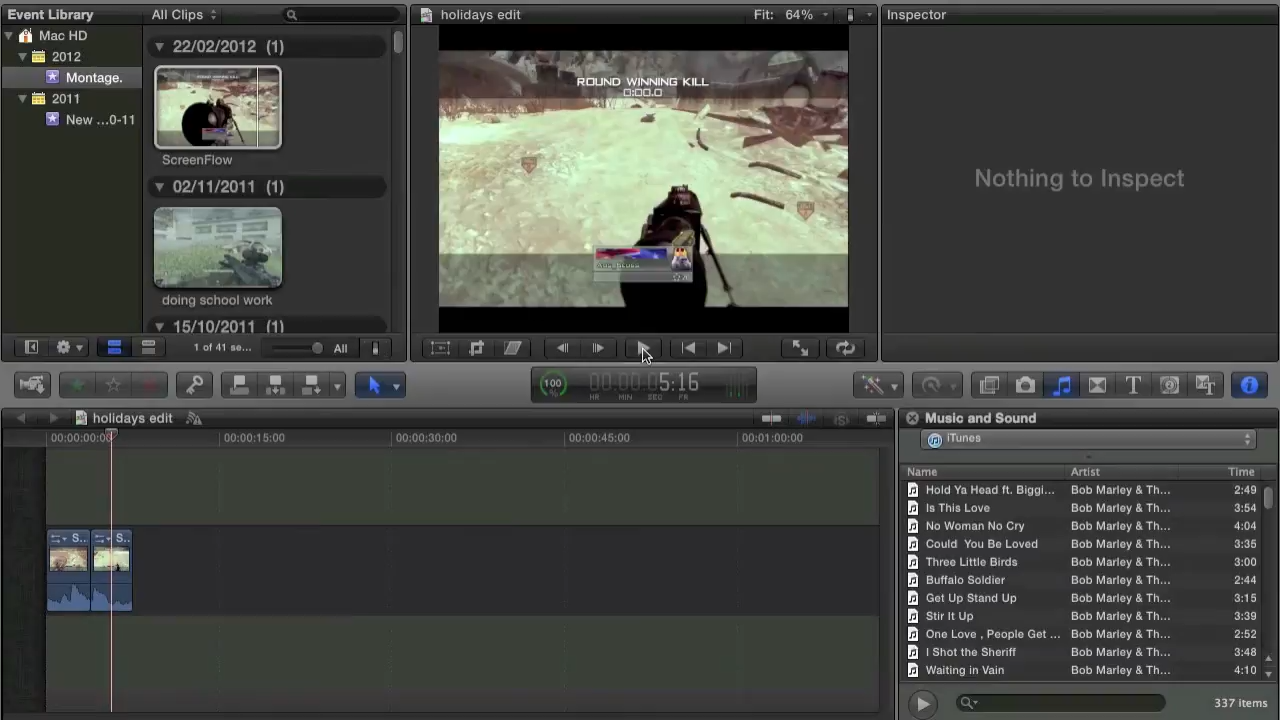 Event Library
All Clips
holidays edit
Fit: 64%
Inspector
Mac HD
2012
Montage.
2011
New ...0-11
22/02/2012 (1)
ScreenFlow
02/11/2011 (1)
doing school work
15/10/2011 (1)
ROUND WINNING KILL
0:00.0
Nothing to Inspect
1 of 41 se...
All
100
00:00:05:16
HR MIN SEC FR
holidays edit
00:00:00:00
00:00:15:00
00:00:30:00
00:00:45:00
00:01:00:00
S..
S..
Music and Sound
iTunes
Name Artist Time
Hold Ya Head ft. Biggi... Bob Marley & Th... 2:49
Is This Love Bob Marley & Th... 3:54
No Woman No Cry Bob Marley & Th... 4:04
Could You Be Loved Bob Marley & Th... 3:35
Three Little Birds Bob Marley & Th... 3:00
Buffalo Soldier Bob Marley & Th... 2:44
Get Up Stand Up Bob Marley & Th... 3:15
Stir It Up Bob Marley & Th... 3:39
One Love , People Get ... Bob Marley & Th... 2:52
I Shot the Sheriff Bob Marley & Th... 3:48
Waiting in Vain Bob Marley & Th... 4:10
337 items